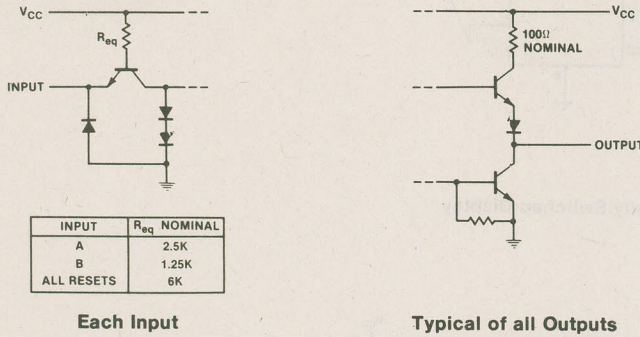 VCC
Req
INPUT
INPUT Req NOMINAL
A 2.5K
B 1.25K
ALL RESETS 6K
Each Input
VCC
100Ω
NOMINAL
OUTPUT
Typical of all Outputs